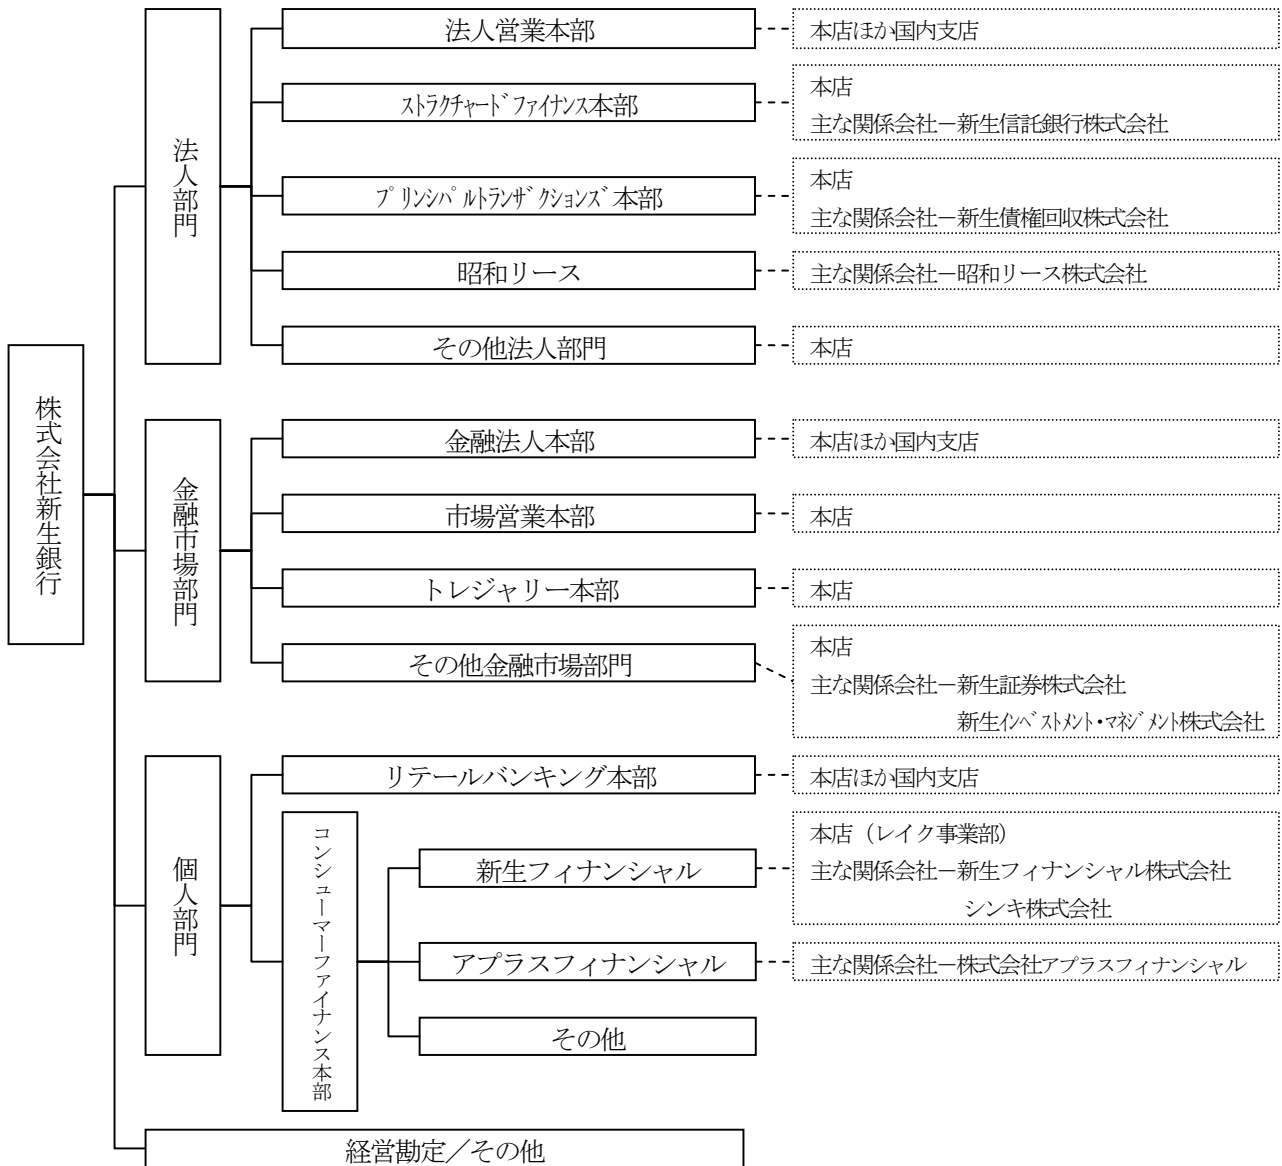 株式会社新生銀行
法人部門
法人営業本部
本店ほか国内支店
ストラクチャードファイナンス本部
本店
主な関係会社－新生信託銀行株式会社
プリンシパルトランザクションズ本部
本店
主な関係会社－新生債権回収株式会社
昭和リース
主な関係会社－昭和リース株式会社
その他法人部門
本店
金融市場部門
金融法人本部
本店ほか国内支店
市場営業本部
本店
トレジャリー本部
本店
その他金融市場部門
本店
主な関係会社－新生証券株式会社
新生インベストメント・マネジメント株式会社
個人部門
リテールバンキング本部
本店ほか国内支店
コンシューマーファイナンス本部
新生フィナンシャル
本店（レイク事業部）
主な関係会社－新生フィナンシャル株式会社
シンキ株式会社
アプラスフィナンシャル
主な関係会社－株式会社アプラスフィナンシャル
その他
経営勘定／その他